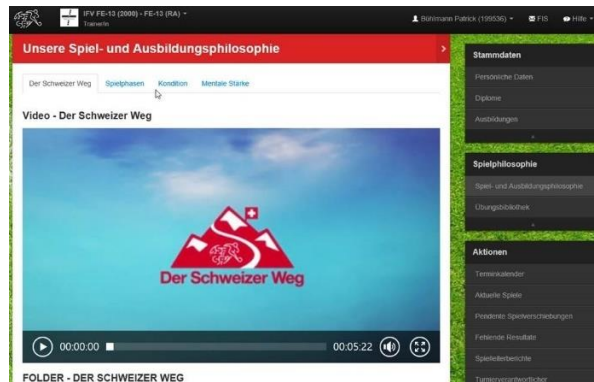 IFV FE-13 (2000) - FE-13 (RA)
Trainer/in
Bühlmann Patrick (199536)
FIS
Hilfe
Unsere Spiel- und Ausbildungsphilosophie
Der Schweizer Weg
Spielphasen
Kondition
Mentale Stärke
Video - Der Schweizer Weg
Der Schweizer Weg
00:00:00
00:05:22
FOLDER - DER SCHWEIZER WEG
Stammdaten
Persönliche Daten
Diplome
Ausbildungen
Spielphilosophie
Spiel- und Ausbildungsphilosophie
Übungsbibliothek
Aktionen
Terminkalender
Aktuelle Spiele
Pendente Spielverschiebungen
Fehlende Resultate
Spielleiterberichte
Turnierverantwortlicher